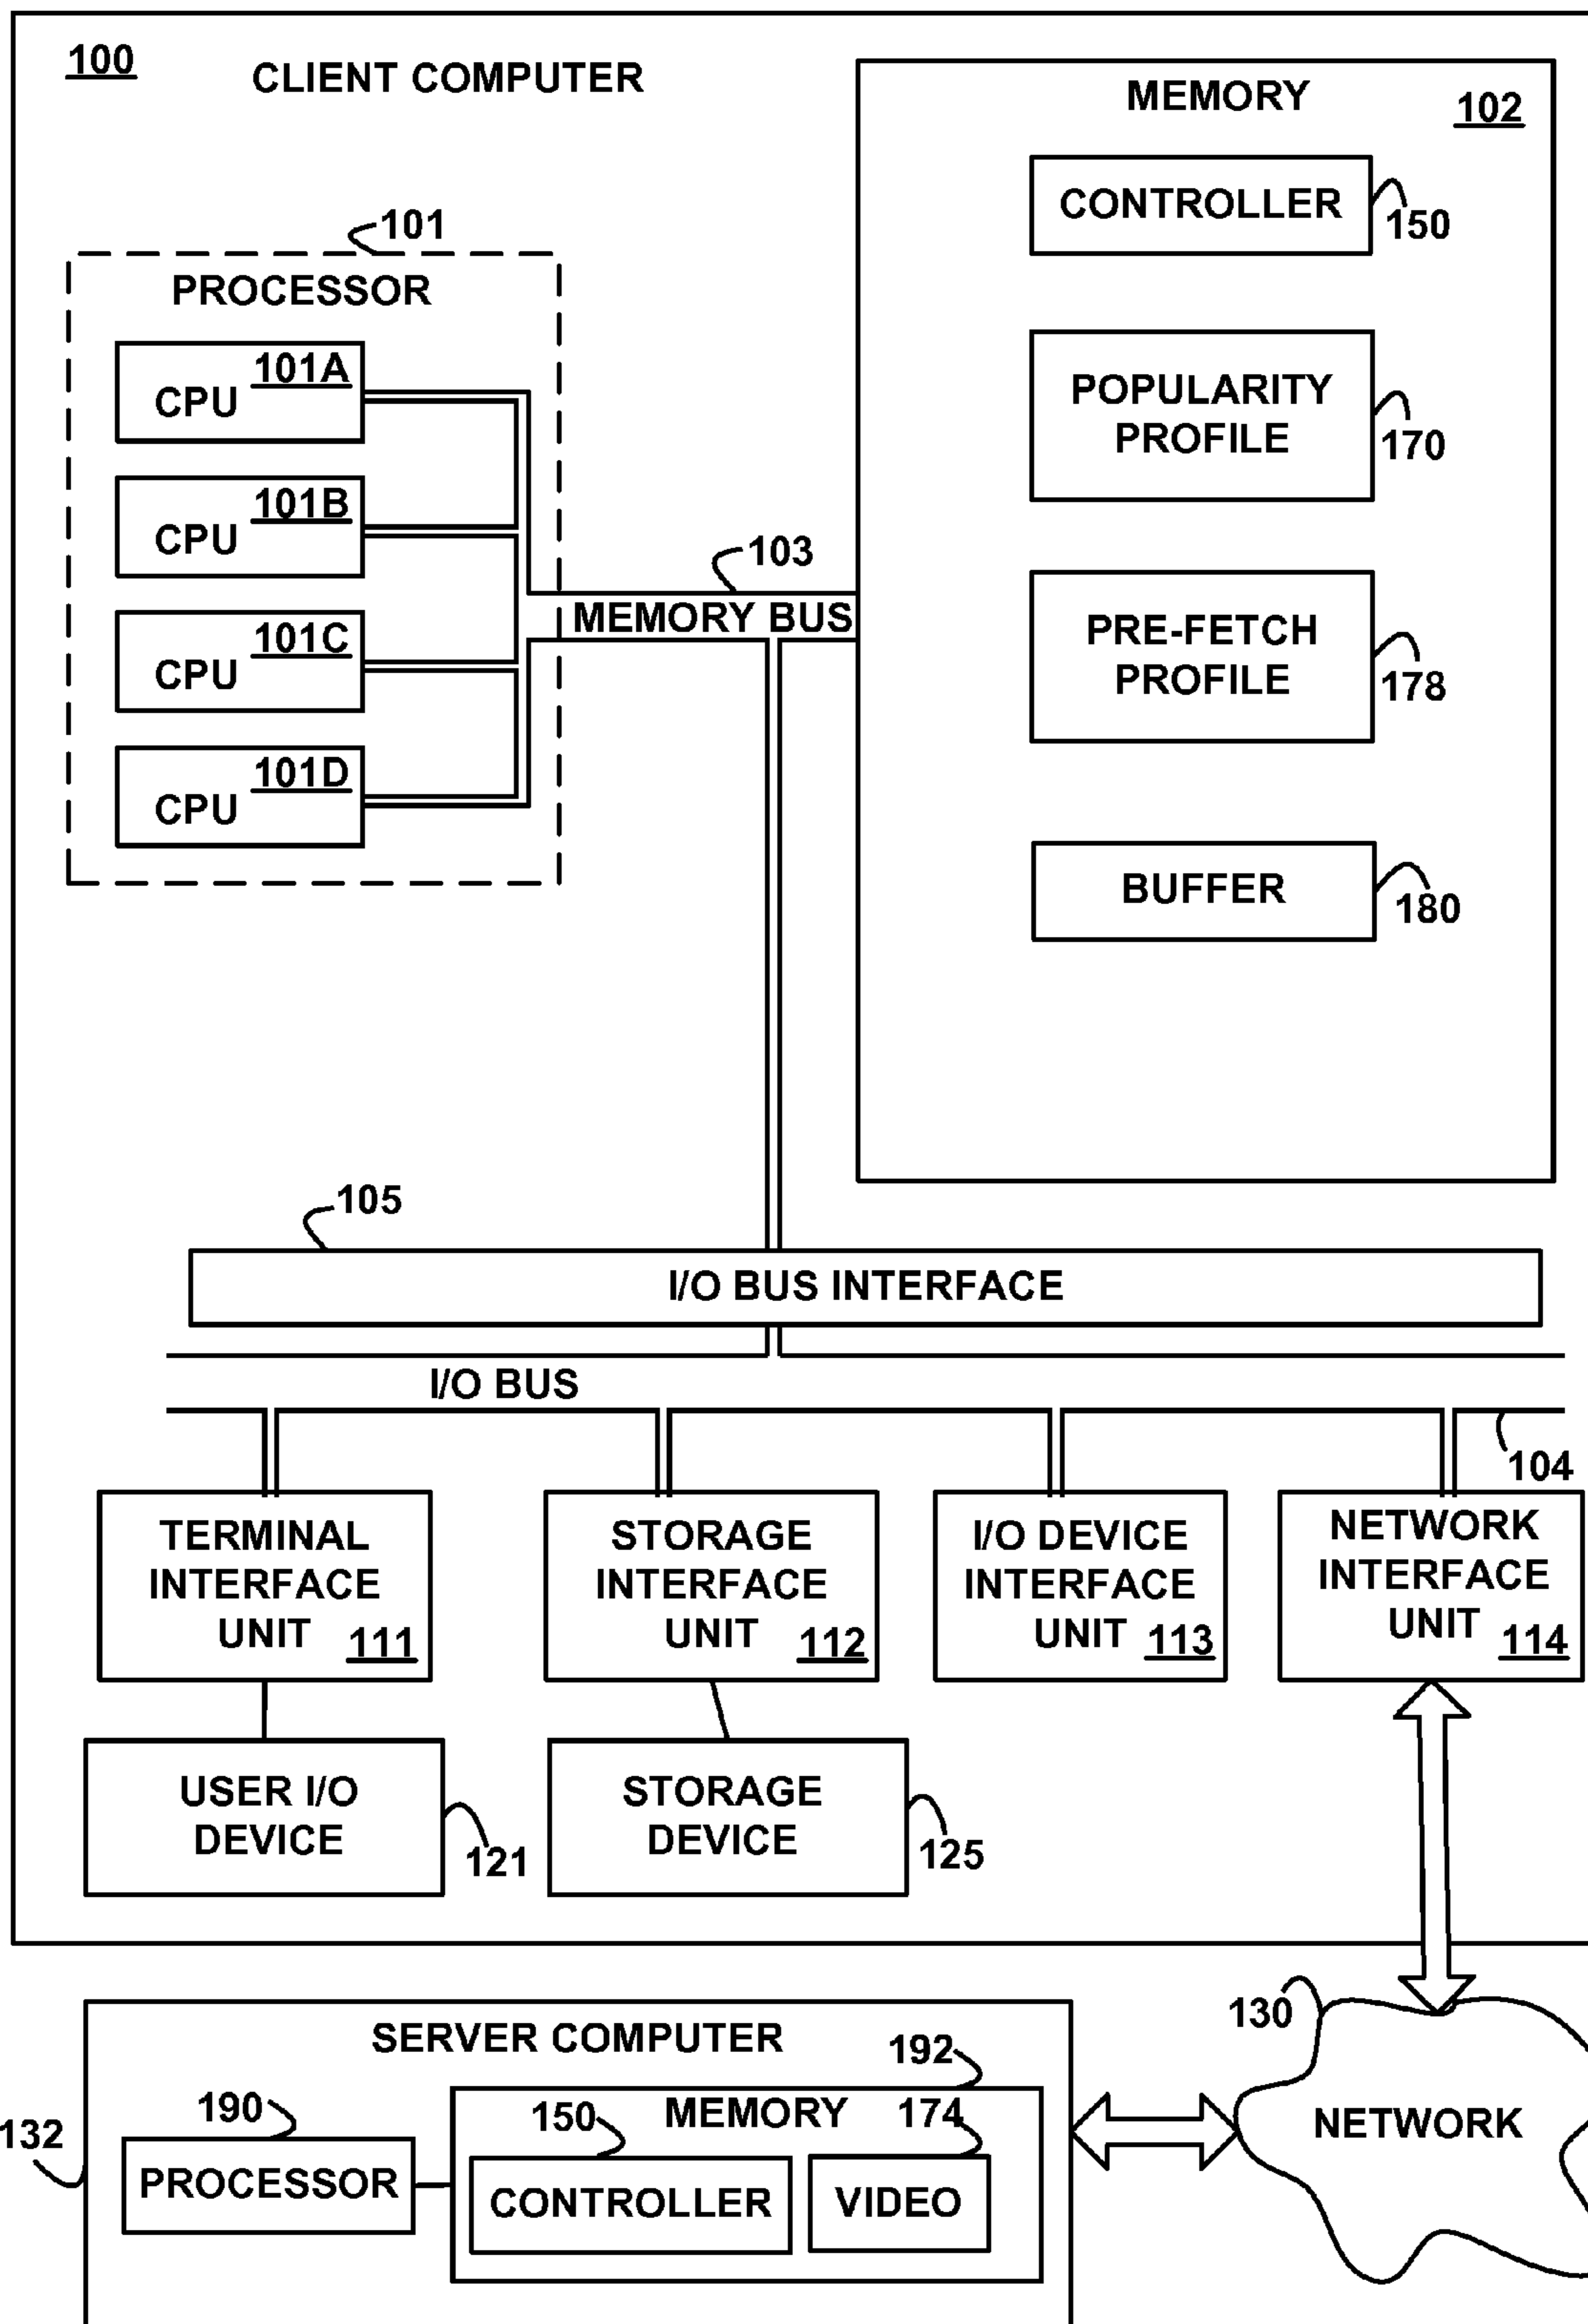 100
CLIENT COMPUTER
MEMORY
102
CONTROLLER
150
101
PROCESSOR
POPULARITY
PROFILE
170
CPU 101A
CPU 101B
CPU 101C
CPU 101D
103
MEMORY BUS
PRE-FETCH
PROFILE
178
BUFFER
180
105
I/O BUS INTERFACE
I/O BUS
104
TERMINAL
INTERFACE
UNIT 111
STORAGE
INTERFACE
UNIT 112
I/O DEVICE
INTERFACE
UNIT 113
NETWORK
INTERFACE
UNIT 114
USER I/O
DEVICE
121
STORAGE
DEVICE
125
130
SERVER COMPUTER
192
190
150
MEMORY
174
132
PROCESSOR
CONTROLLER
VIDEO
NETWORK